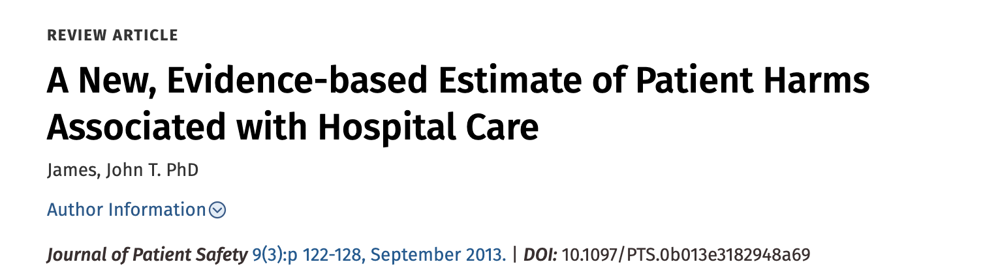 REVIEW ARTICLE
A New, Evidence-based Estimate of Patient Harms
Associated with Hospital Care
James, John T. PhD
Author Information
Journal of Patient Safety 9(3):p 122-128, September 2013. | DOI: 10.1097/PTS.0b013e3182948a69